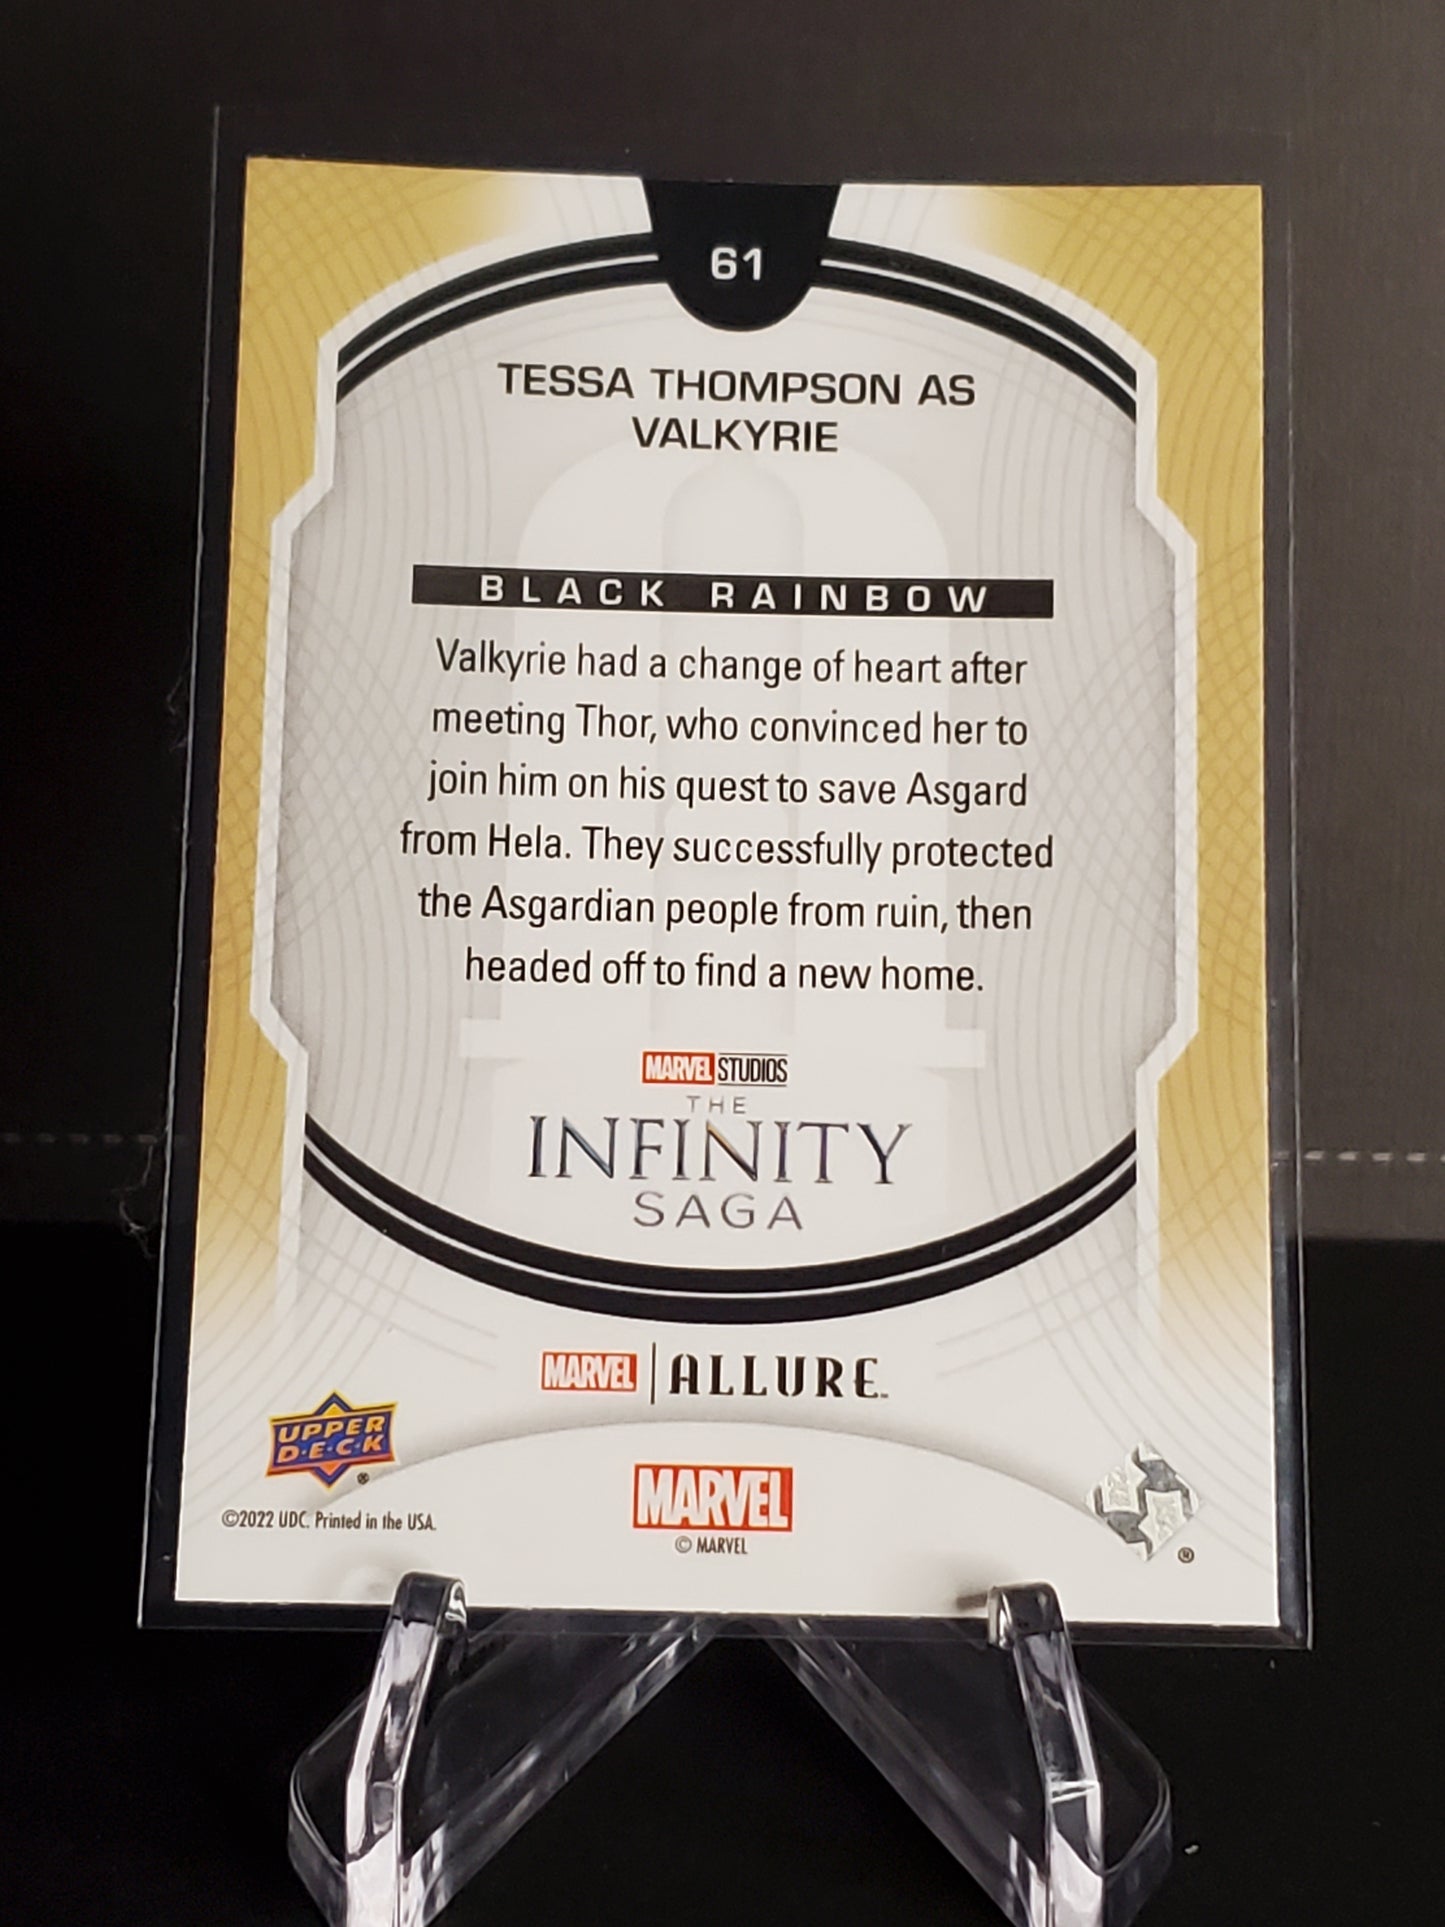 61
TESSA THOMPSON AS
VALKYRIE
BLACK RAINBOW
Valkyrie had a change of heart after
meeting Thor, who convinced her to
join him on his quest to save Asgard
from Hela. They successfully protected
the Asgardian people from ruin, then
headed off to find a new home.
MARVEL STUDIOS
THE
INFINITY
SAGA
MARVEL | ALLURE™
UPPER
D·E·C·K
®
©2022 UDC. Printed in the USA.
MARVEL
© MARVEL
®